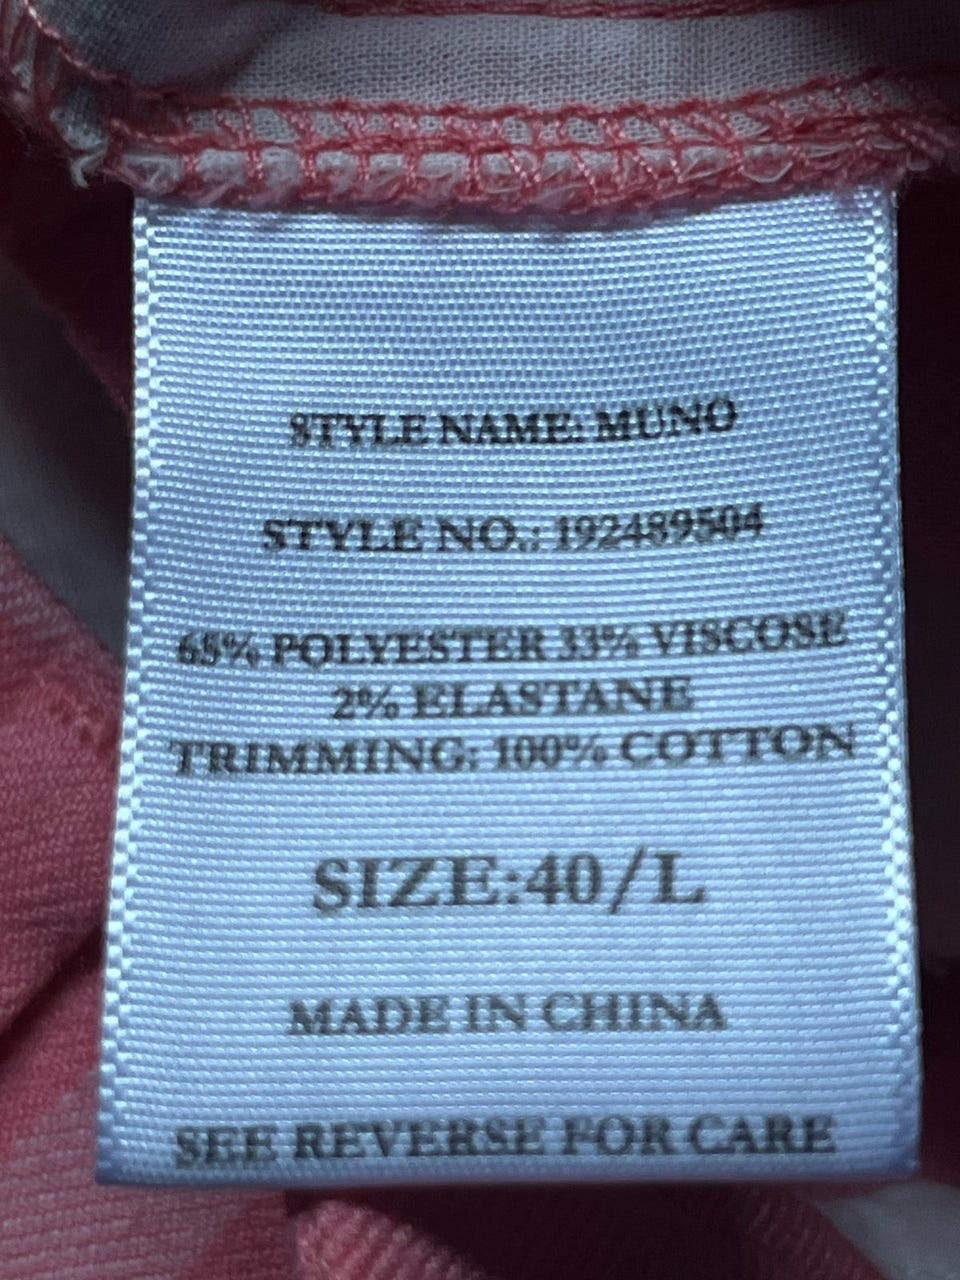 STYLE NAME: MUNO
STYLE NO.: 192489504
65% POLYESTER 33% VISCOSE
2% ELASTANE
TRIMMING: 100% COTTON
SIZE:40/L
MADE IN CHINA
SEE REVERSE FOR CARE